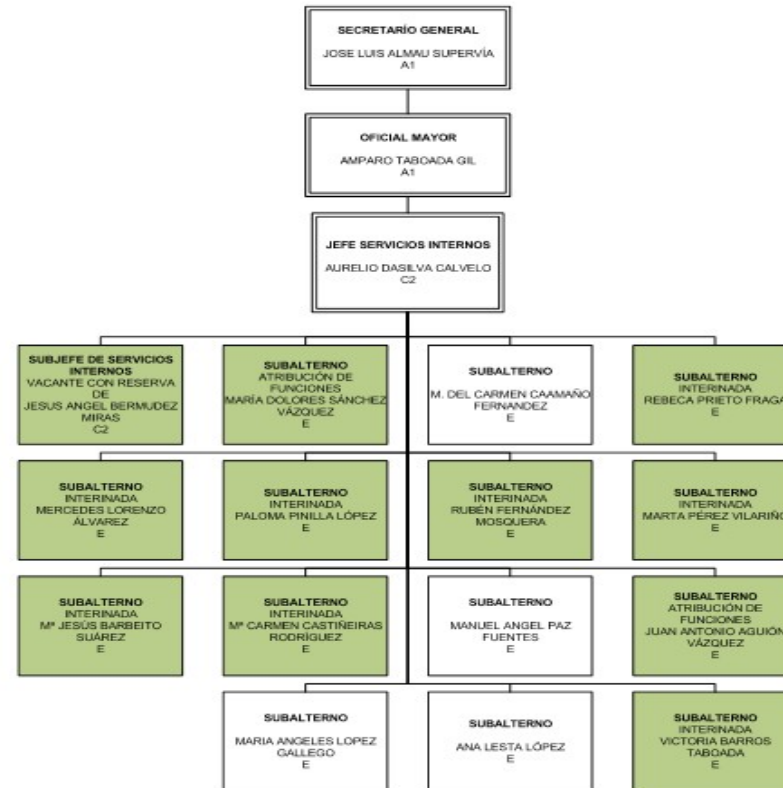 SECRETARÍO GENERAL
JOSE LUIS ALMAU SUPERVÍA
A1
OFICIAL MAYOR
AMPARO TABOADA GIL
A1
JEFE SERVICIOS INTERNOS
AURELIO DASILVA CALVELO
C2
SUBJEFE DE SERVICIOS
INTERNOS
VACANTE CON RESERVA
DE
JESUS ANGEL BERMUDEZ
MIRAS
C2
SUBALTERNO
ATRIBUCIÓN DE
FUNCIONES
MARÍA DOLORES SÁNCHEZ
VÁZQUEZ
E
SUBALTERNO
M. DEL CARMEN CAAMAÑO
FERNANDEZ
E
SUBALTERNO
INTERINADA
REBECA PRIETO FRAGA
E
SUBALTERNO
INTERINADA
MERCEDES LORENZO
ÁLVAREZ
E
SUBALTERNO
INTERINADA
PALOMA PINILLA LÓPEZ
E
SUBALTERNO
INTERINADA
RUBÉN FERNÁNDEZ
MOSQUERA
E
SUBALTERNO
INTERINADA
MARTA PÉREZ VILARIÑO
E
SUBALTERNO
INTERINADA
Mª JESÚS BARBEITO
SUÁREZ
E
SUBALTERNO
INTERINADA
Mª CARMEN CASTIÑEIRAS
RODRÍGUEZ
E
SUBALTERNO
MANUEL ANGEL PAZ
FUENTES
E
SUBALTERNO
ATRIBUCIÓN DE
FUNCIONES
JUAN ANTONIO AGUIÓN
VÁZQUEZ
E
SUBALTERNO
MARIA ANGELES LOPEZ
GALLEGO
E
SUBALTERNO
ANA LESTA LÓPEZ
E
SUBALTERNO
INTERINADA
VICTORIA BARROS
TABOADA
E